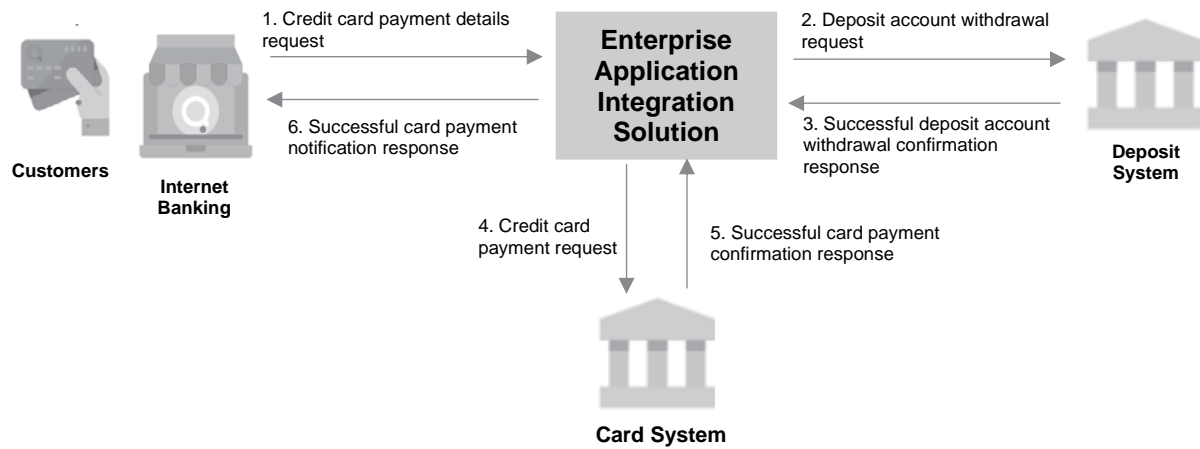 1. Credit card payment details
request
Enterprise
Application
Integration
Solution
2. Deposit account withdrawal
request
6. Successful card payment
notification response
3. Successful deposit account
withdrawal confirmation
response
Customers
Internet
Banking
Deposit
System
4. Credit card
payment request
5. Successful card payment
confirmation response
Card System